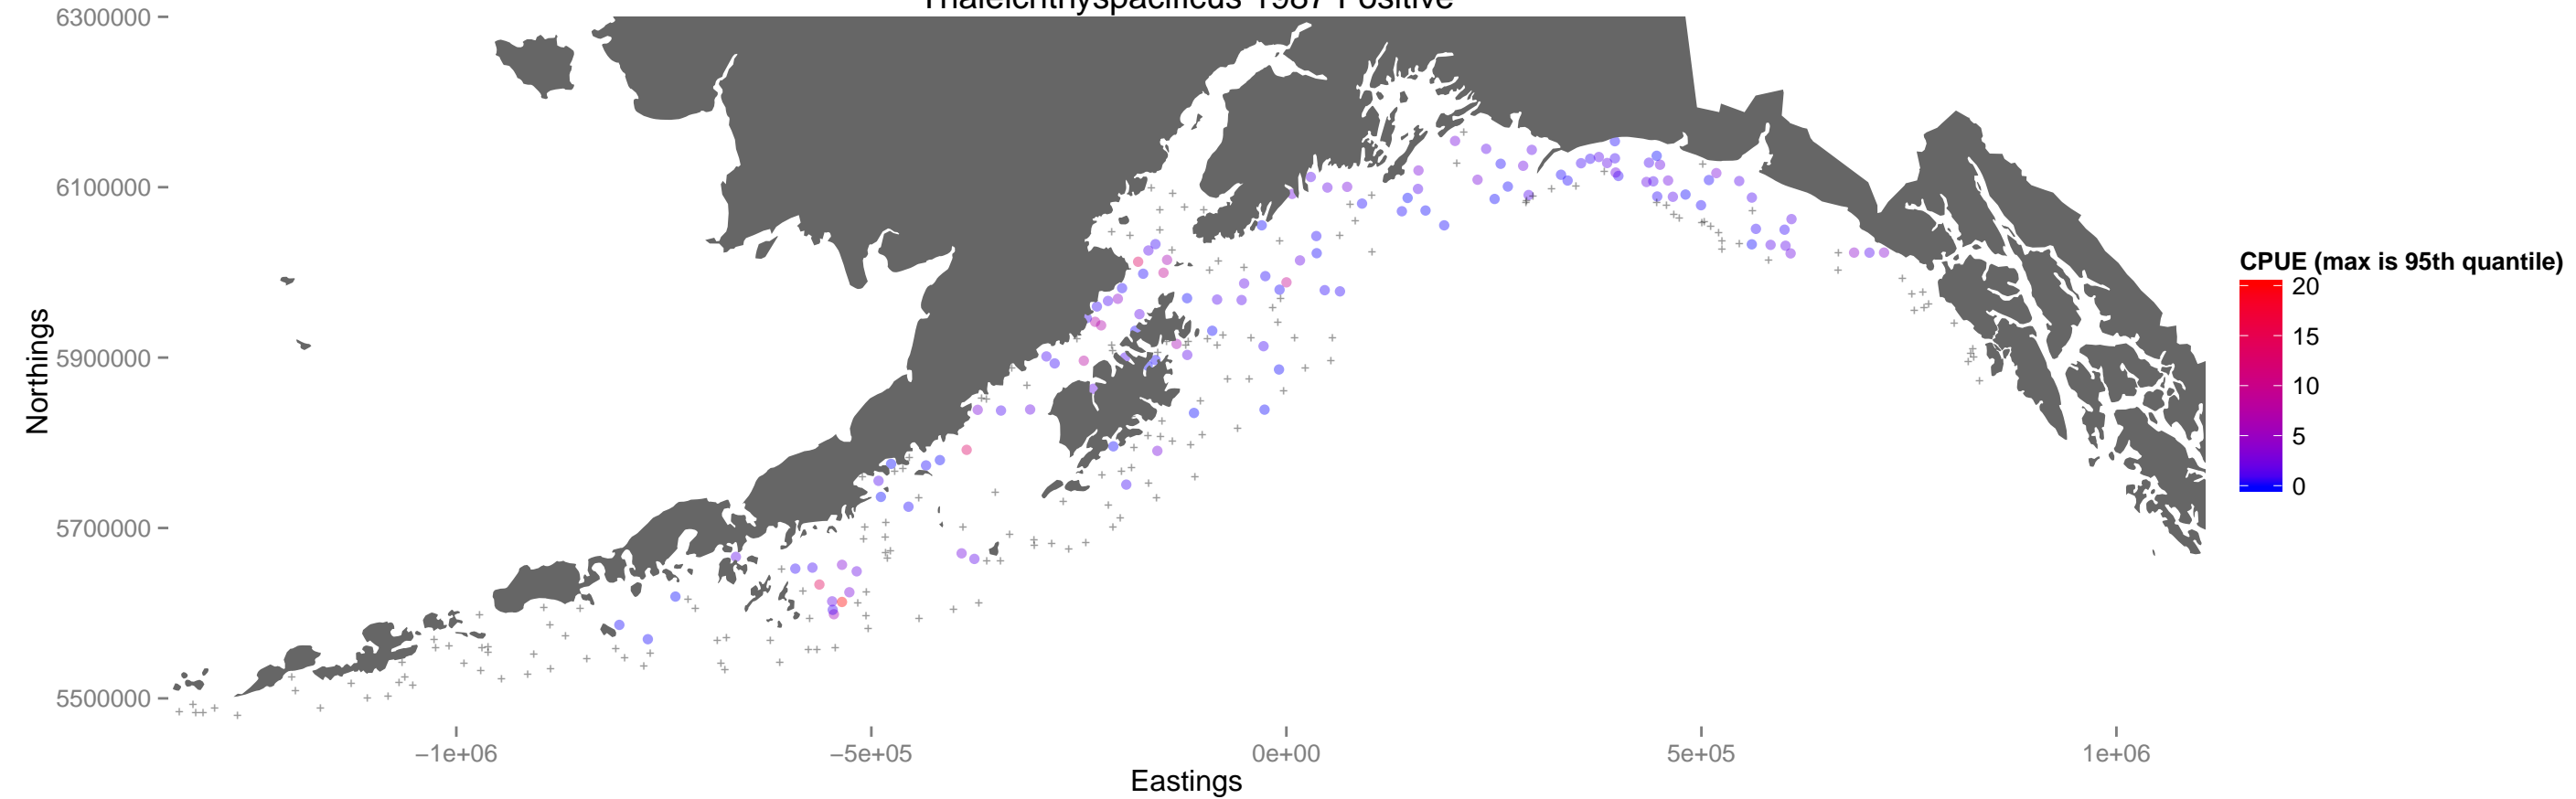 Thaleichthyspacificus 1987 Positive
6300000
6100000
5900000
5700000
5500000
Northings
−1e+06
−5e+05
0e+00
5e+05
1e+06
Eastings
CPUE (max is 95th quantile)
20
15
10
5
0